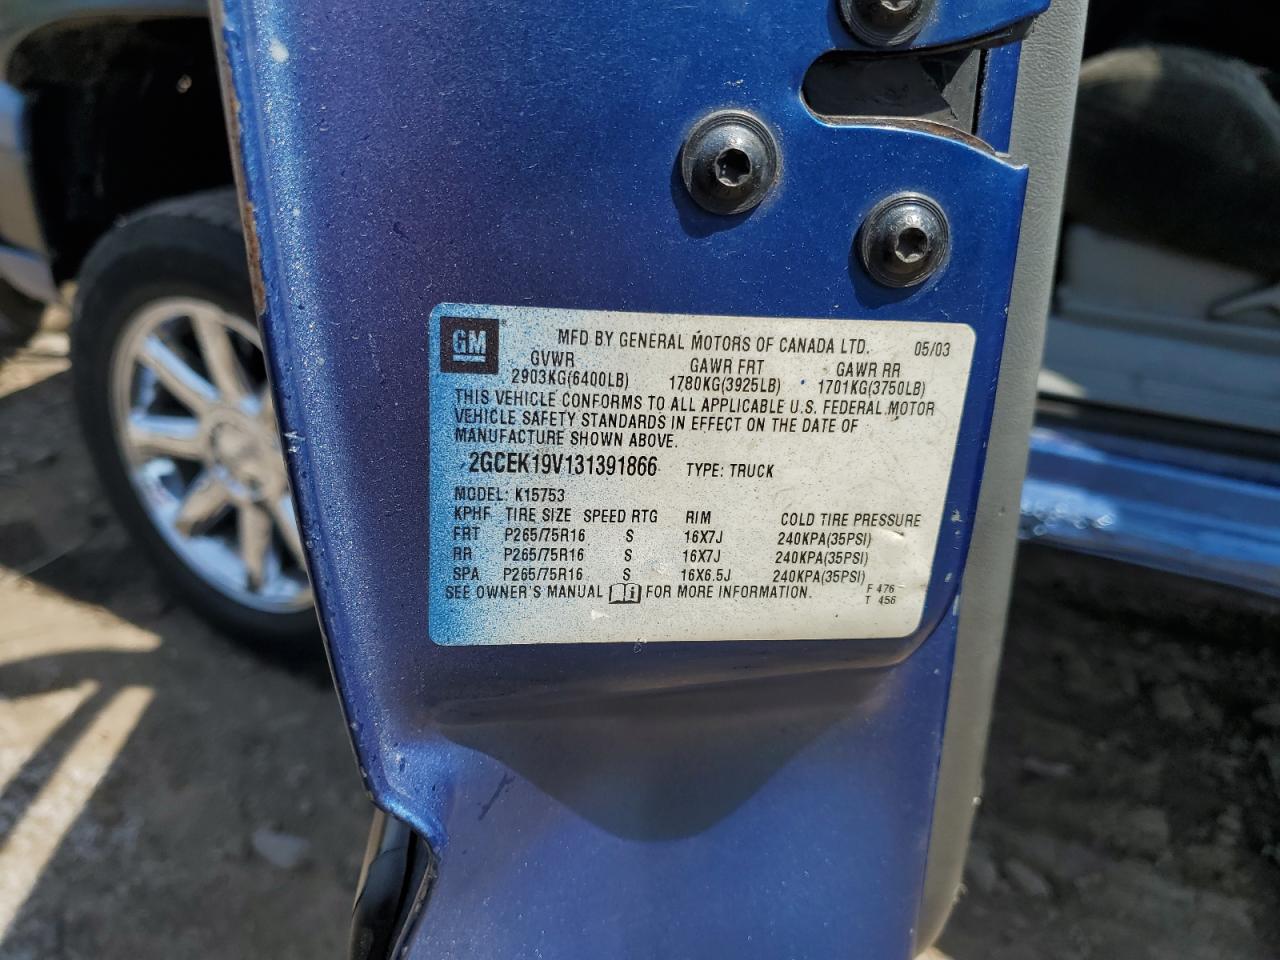 GM
MFD BY GENERAL MOTORS OF CANADA LTD. 05/03
GVWR GAWR FRT GAWR RR
2903KG(6400LB) 1780KG(3925LB) 1701KG(3750LB)
THIS VEHICLE CONFORMS TO ALL APPLICABLE U.S. FEDERAL MOTOR
VEHICLE SAFETY STANDARDS IN EFFECT ON THE DATE OF
MANUFACTURE SHOWN ABOVE.
2GCEK19V131391866 TYPE: TRUCK
MODEL: K15753
KPHF TIRE SIZE SPEED RTG RIM COLD TIRE PRESSURE
FRT P265/75R16 S 16X7J 240KPA(35PSI)
RR P265/75R16 S 16X7J 240KPA(35PSI)
SPA P265/75R16 S 16X6.5J 240KPA(35PSI)
SEE OWNER'S MANUAL i FOR MORE INFORMATION. F 476
T 456